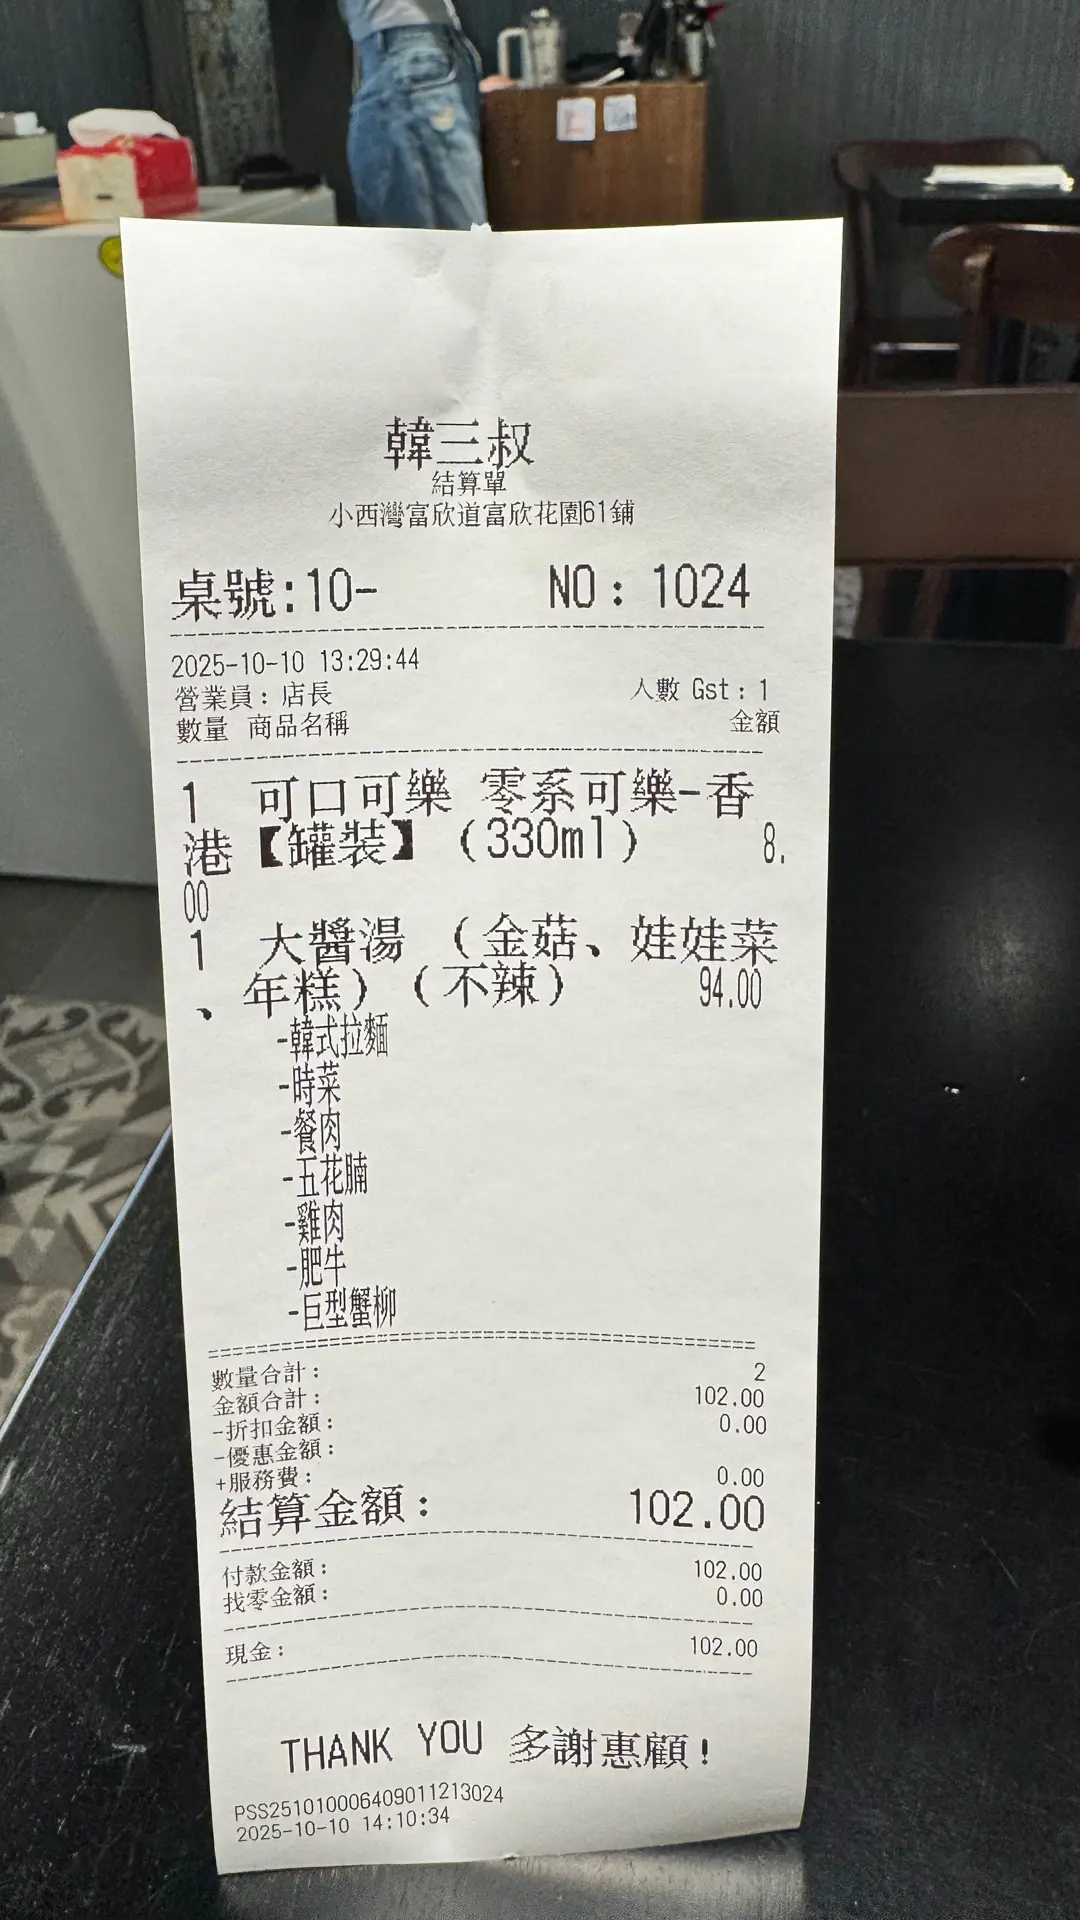 韓三叔
結算單
小西灣富欣道富欣花園61鋪
桌號:10- NO: 1024
2025-10-10 13:29:44
營業員: 店長 人數 Gst: 1
數量 商品名稱 金額
1 可口可樂 零系可樂-香
港【罐裝】（330ml） 8.
00
1 大醬湯 （金菇、娃娃菜
、年糕）（不辣） 94.00
-韓式拉麵
-時菜
-餐肉
-五花腩
-雞肉
-肥牛
-巨型蟹柳
數量合計: 2
金額合計: 102.00
-折扣金額: 0.00
-優惠金額:
+服務費: 0.00
結算金額: 102.00
付款金額: 102.00
找零金額: 0.00
現金: 102.00
THANK YOU 多謝惠顧!
PSS251010006409011213024
2025-10-10 14:10:34